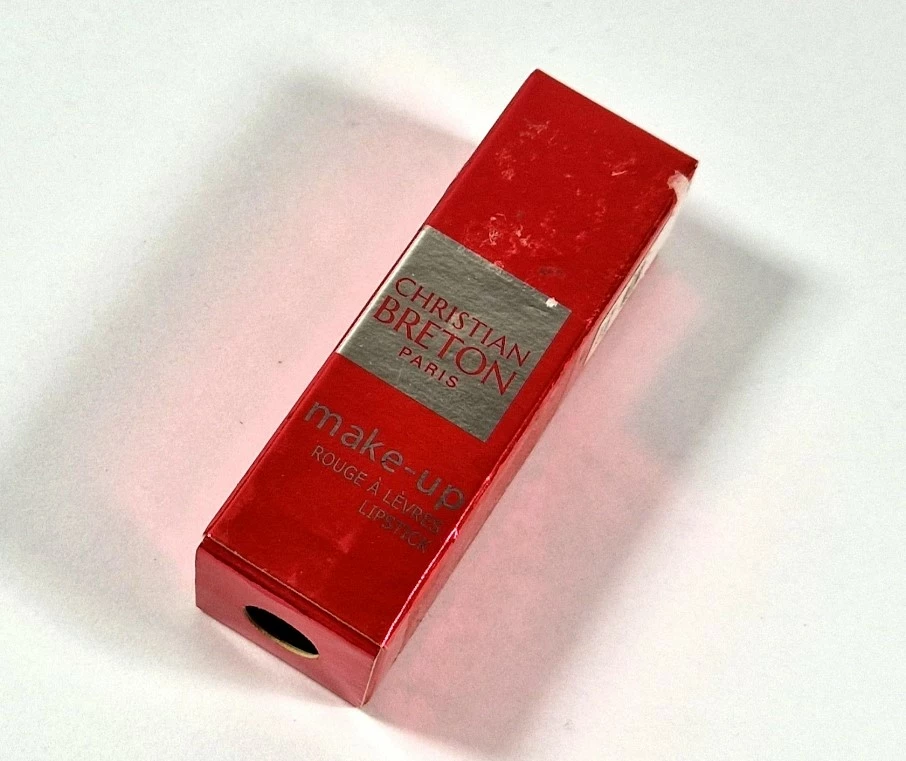 CHRISTIAN
BRETON
PARIS
make-up
ROUGE À LÈVRES
LIPSTICK